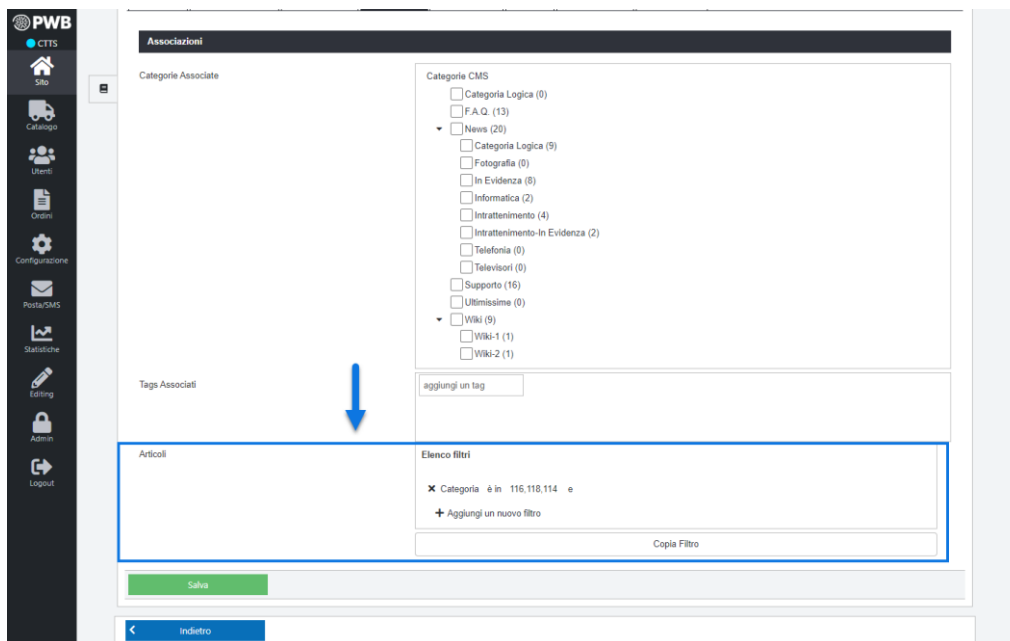 PWB
CTTS
Sito
Catalogo
Utenti
Ordini
Configurazione
Posta/SMS
Statistiche
Editing
Admin
Logout
Associazioni
Categorie Associate
Categorie CMS
Categoria Logica (0)
F.A.Q. (13)
News (20)
Categoria Logica (9)
Fotografia (0)
In Evidenza (8)
Informatica (2)
Intrattenimento (4)
Intrattenimento-In Evidenza (2)
Telefonia (0)
Televisori (0)
Supporto (16)
Ultimissime (0)
Wiki (9)
Wiki-1 (1)
Wiki-2 (1)
Tags Associati
aggiungi un tag
Articoli
Elenco filtri
Categoria è in 116,118,114 e
Aggiungi un nuovo filtro
Copia Filtro
Salva
Indietro